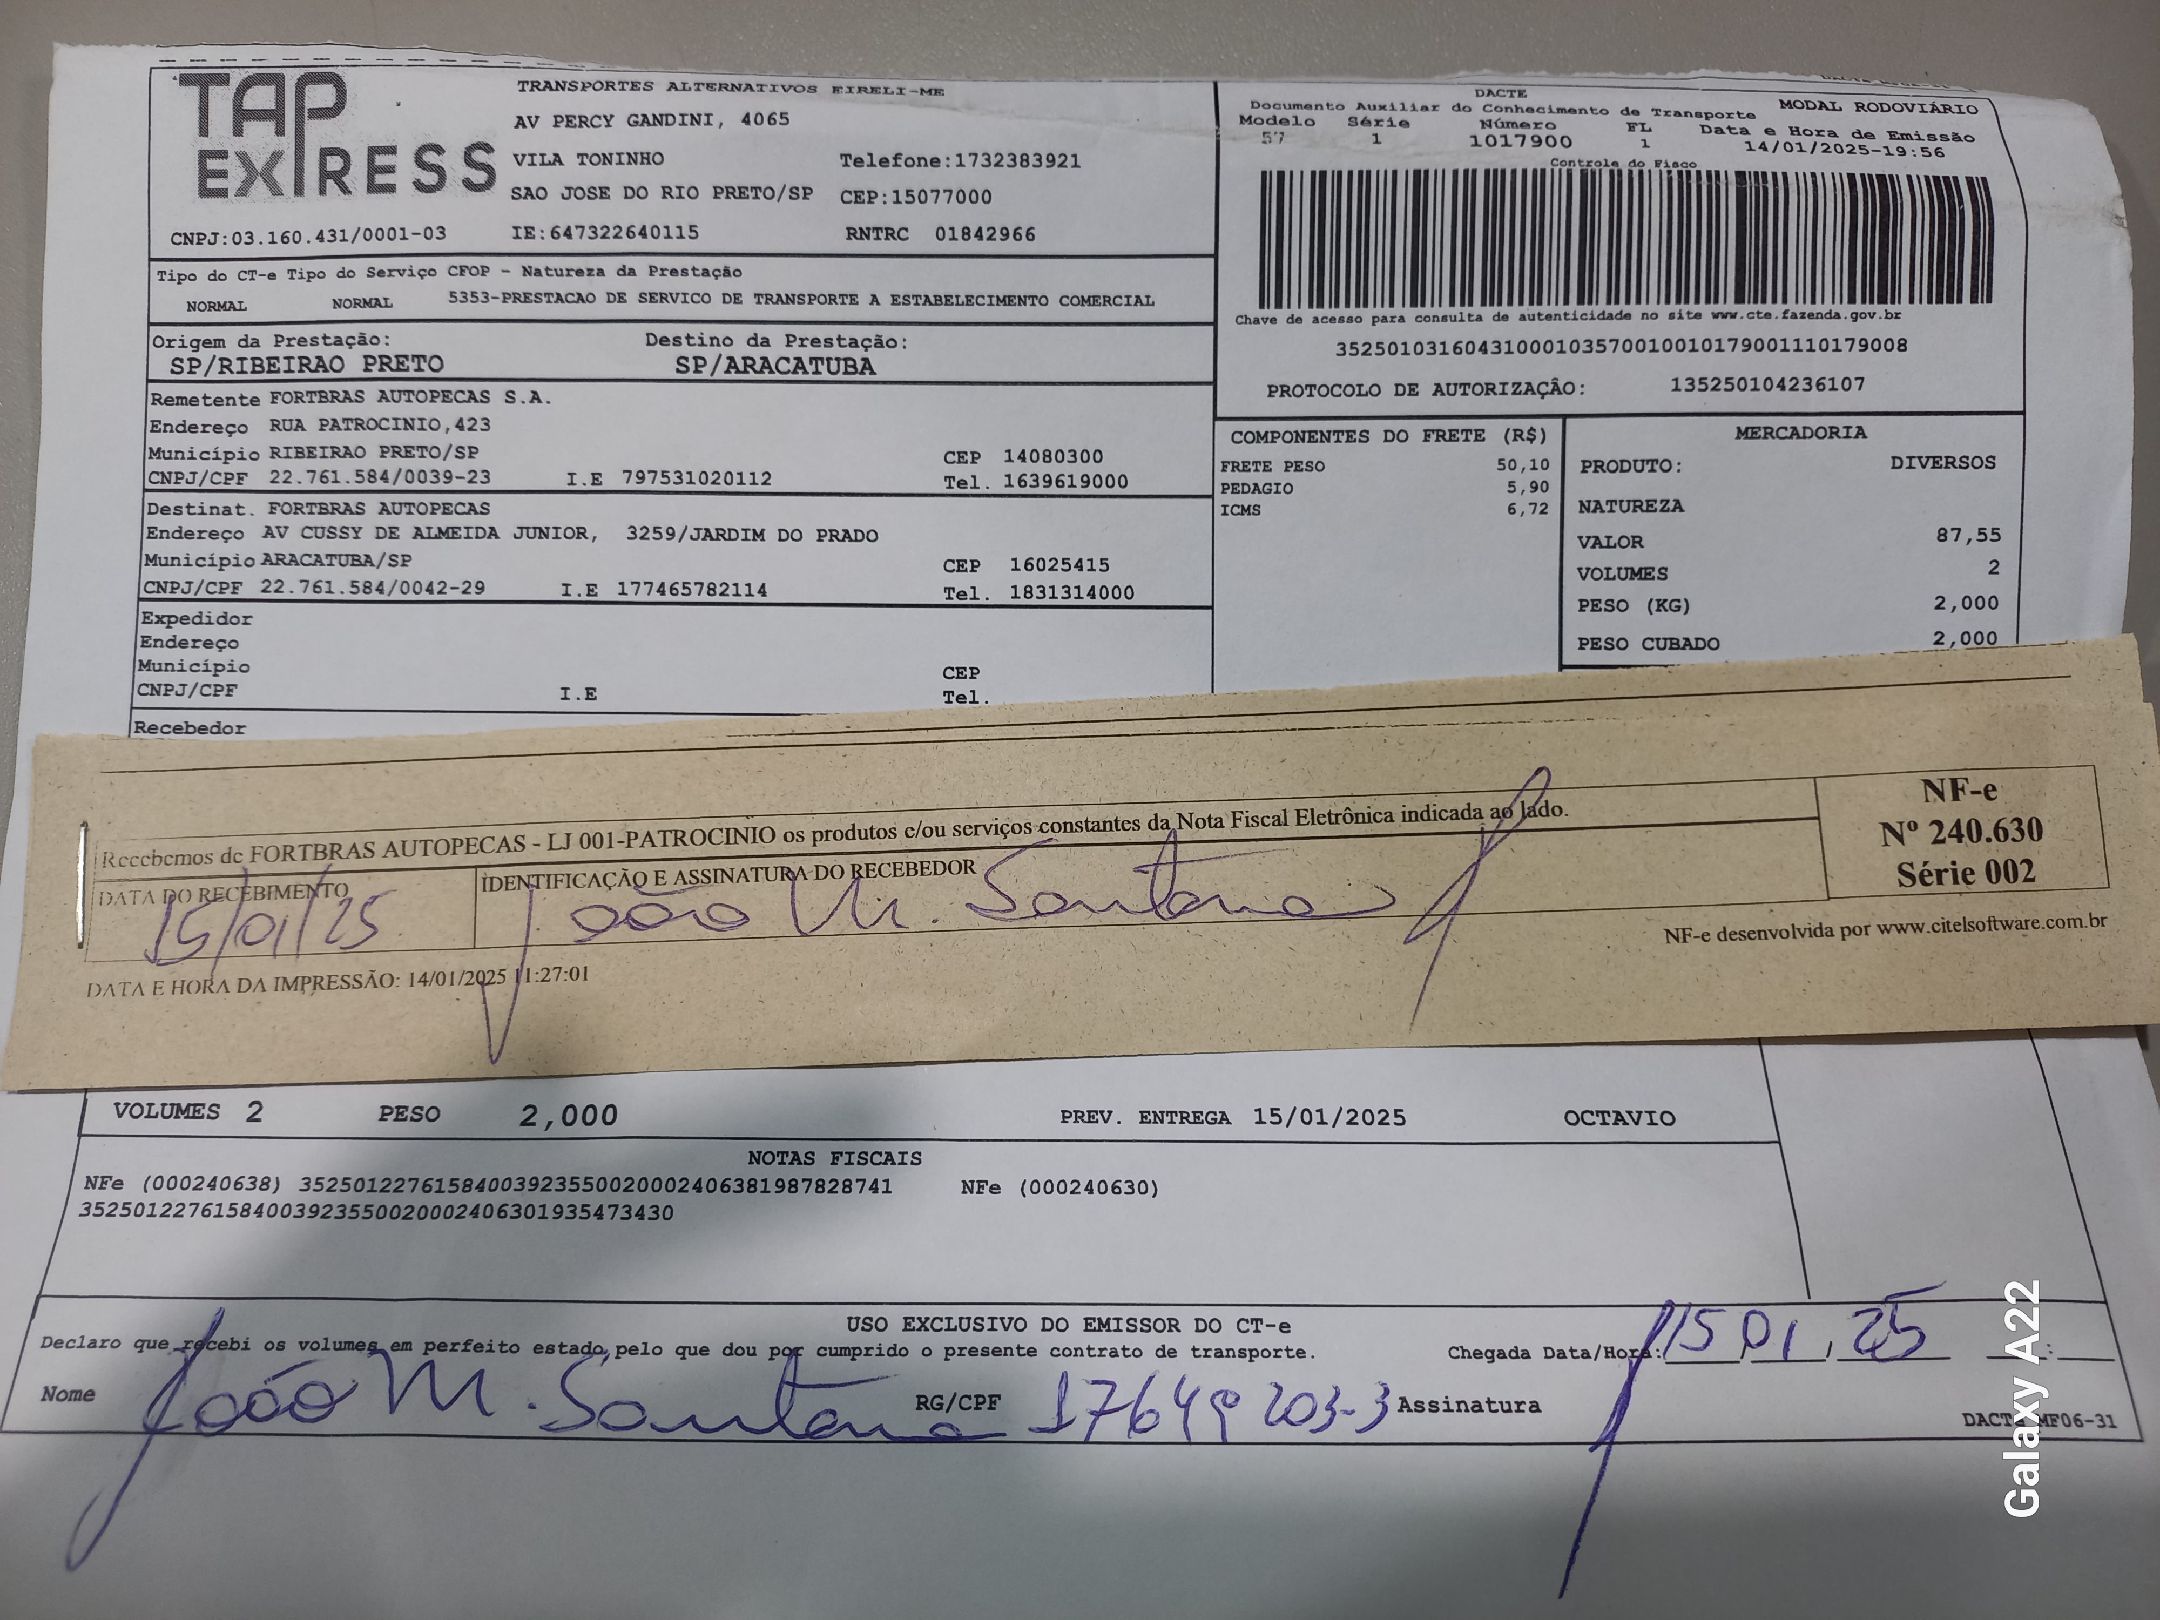 TAP EXPRESS
TRANSPORTES ALTERNATIVOS EIRELI-ME
AV PERCY GANDINI, 4065
VILA TONINHO Telefone:1732383921
SAO JOSE DO RIO PRETO/SP CEP:15077000
CNPJ:03.160.431/0001-03 IE:647322640115 RNTRC 01842966
DACTE
Documento Auxiliar do Conhecimento de Transporte MODAL RODOVIÁRIO
Modelo Série Número FL Data e Hora de Emissão
57 1 1017900 1 14/01/2025-19:56
Controle do Fisco
Chave de acesso para consulta de autenticidade no site www.cte.fazenda.gov.br
35250103160431000103570010010179001110179008
PROTOCOLO DE AUTORIZAÇÂO: 135250104236107
Tipo do CT-e Tipo do Serviço CFOP - Natureza da Prestação
NORMAL NORMAL 5353-PRESTACAO DE SERVICO DE TRANSPORTE A ESTABELECIMENTO COMERCIAL
Origem da Prestação: Destino da Prestação:
SP/RIBEIRAO PRETO SP/ARACATUBA
Remetente FORTBRAS AUTOPECAS S.A.
Endereço RUA PATROCINIO,423
Município RIBEIRAO PRETO/SP CEP 14080300
CNPJ/CPF 22.761.584/0039-23 I.E 797531020112 Tel. 1639619000
Destinat. FORTBRAS AUTOPECAS
Endereço AV CUSSY DE ALMEIDA JUNIOR, 3259/JARDIM DO PRADO
Município ARACATUBA/SP CEP 16025415
CNPJ/CPF 22.761.584/0042-29 I.E 177465782114 Tel. 1831314000
Expedidor
Endereço
Município CEP
CNPJ/CPF I.E Tel.
Recebedor
COMPONENTES DO FRETE (R$)
FRETE PESO 50,10
PEDAGIO 5,90
ICMS 6,72
MERCADORIA
PRODUTO: DIVERSOS
NATUREZA
VALOR 87,55
VOLUMES 2
PESO (KG) 2,000
PESO CUBADO 2,000
Recebemos de FORTBRAS AUTOPECAS - LJ 001-PATROCINIO os produtos e/ou serviços constantes da Nota Fiscal Eletrônica indicada ao lado.
DATA DO RECEBIMENTO IDENTIFICAÇÃO E ASSINATURA DO RECEBEDOR
15/01/25 João M. Santana
NF-e
Nº 240.630
Série 002
DATA E HORA DA IMPRESSÃO: 14/01/2025 11:27:01
NF-e desenvolvida por www.citelsoftware.com.br
VOLUMES 2 PESO 2,000 PREV. ENTREGA 15/01/2025 OCTAVIO
NOTAS FISCAIS
NFe (000240638) 35250122761584003923550020002406381987828741 NFe (000240630)
35250122761584003923550020002406301935473430
USO EXCLUSIVO DO EMISSOR DO CT-e
Declaro que recebi os volumes em perfeito estado,pelo que dou por cumprido o presente contrato de transporte. Chegada Data/Hora: 15 01, 25
Nome João M. Santana RG/CPF 17649203-3 Assinatura
DACTE MF06-31
Galaxy A22